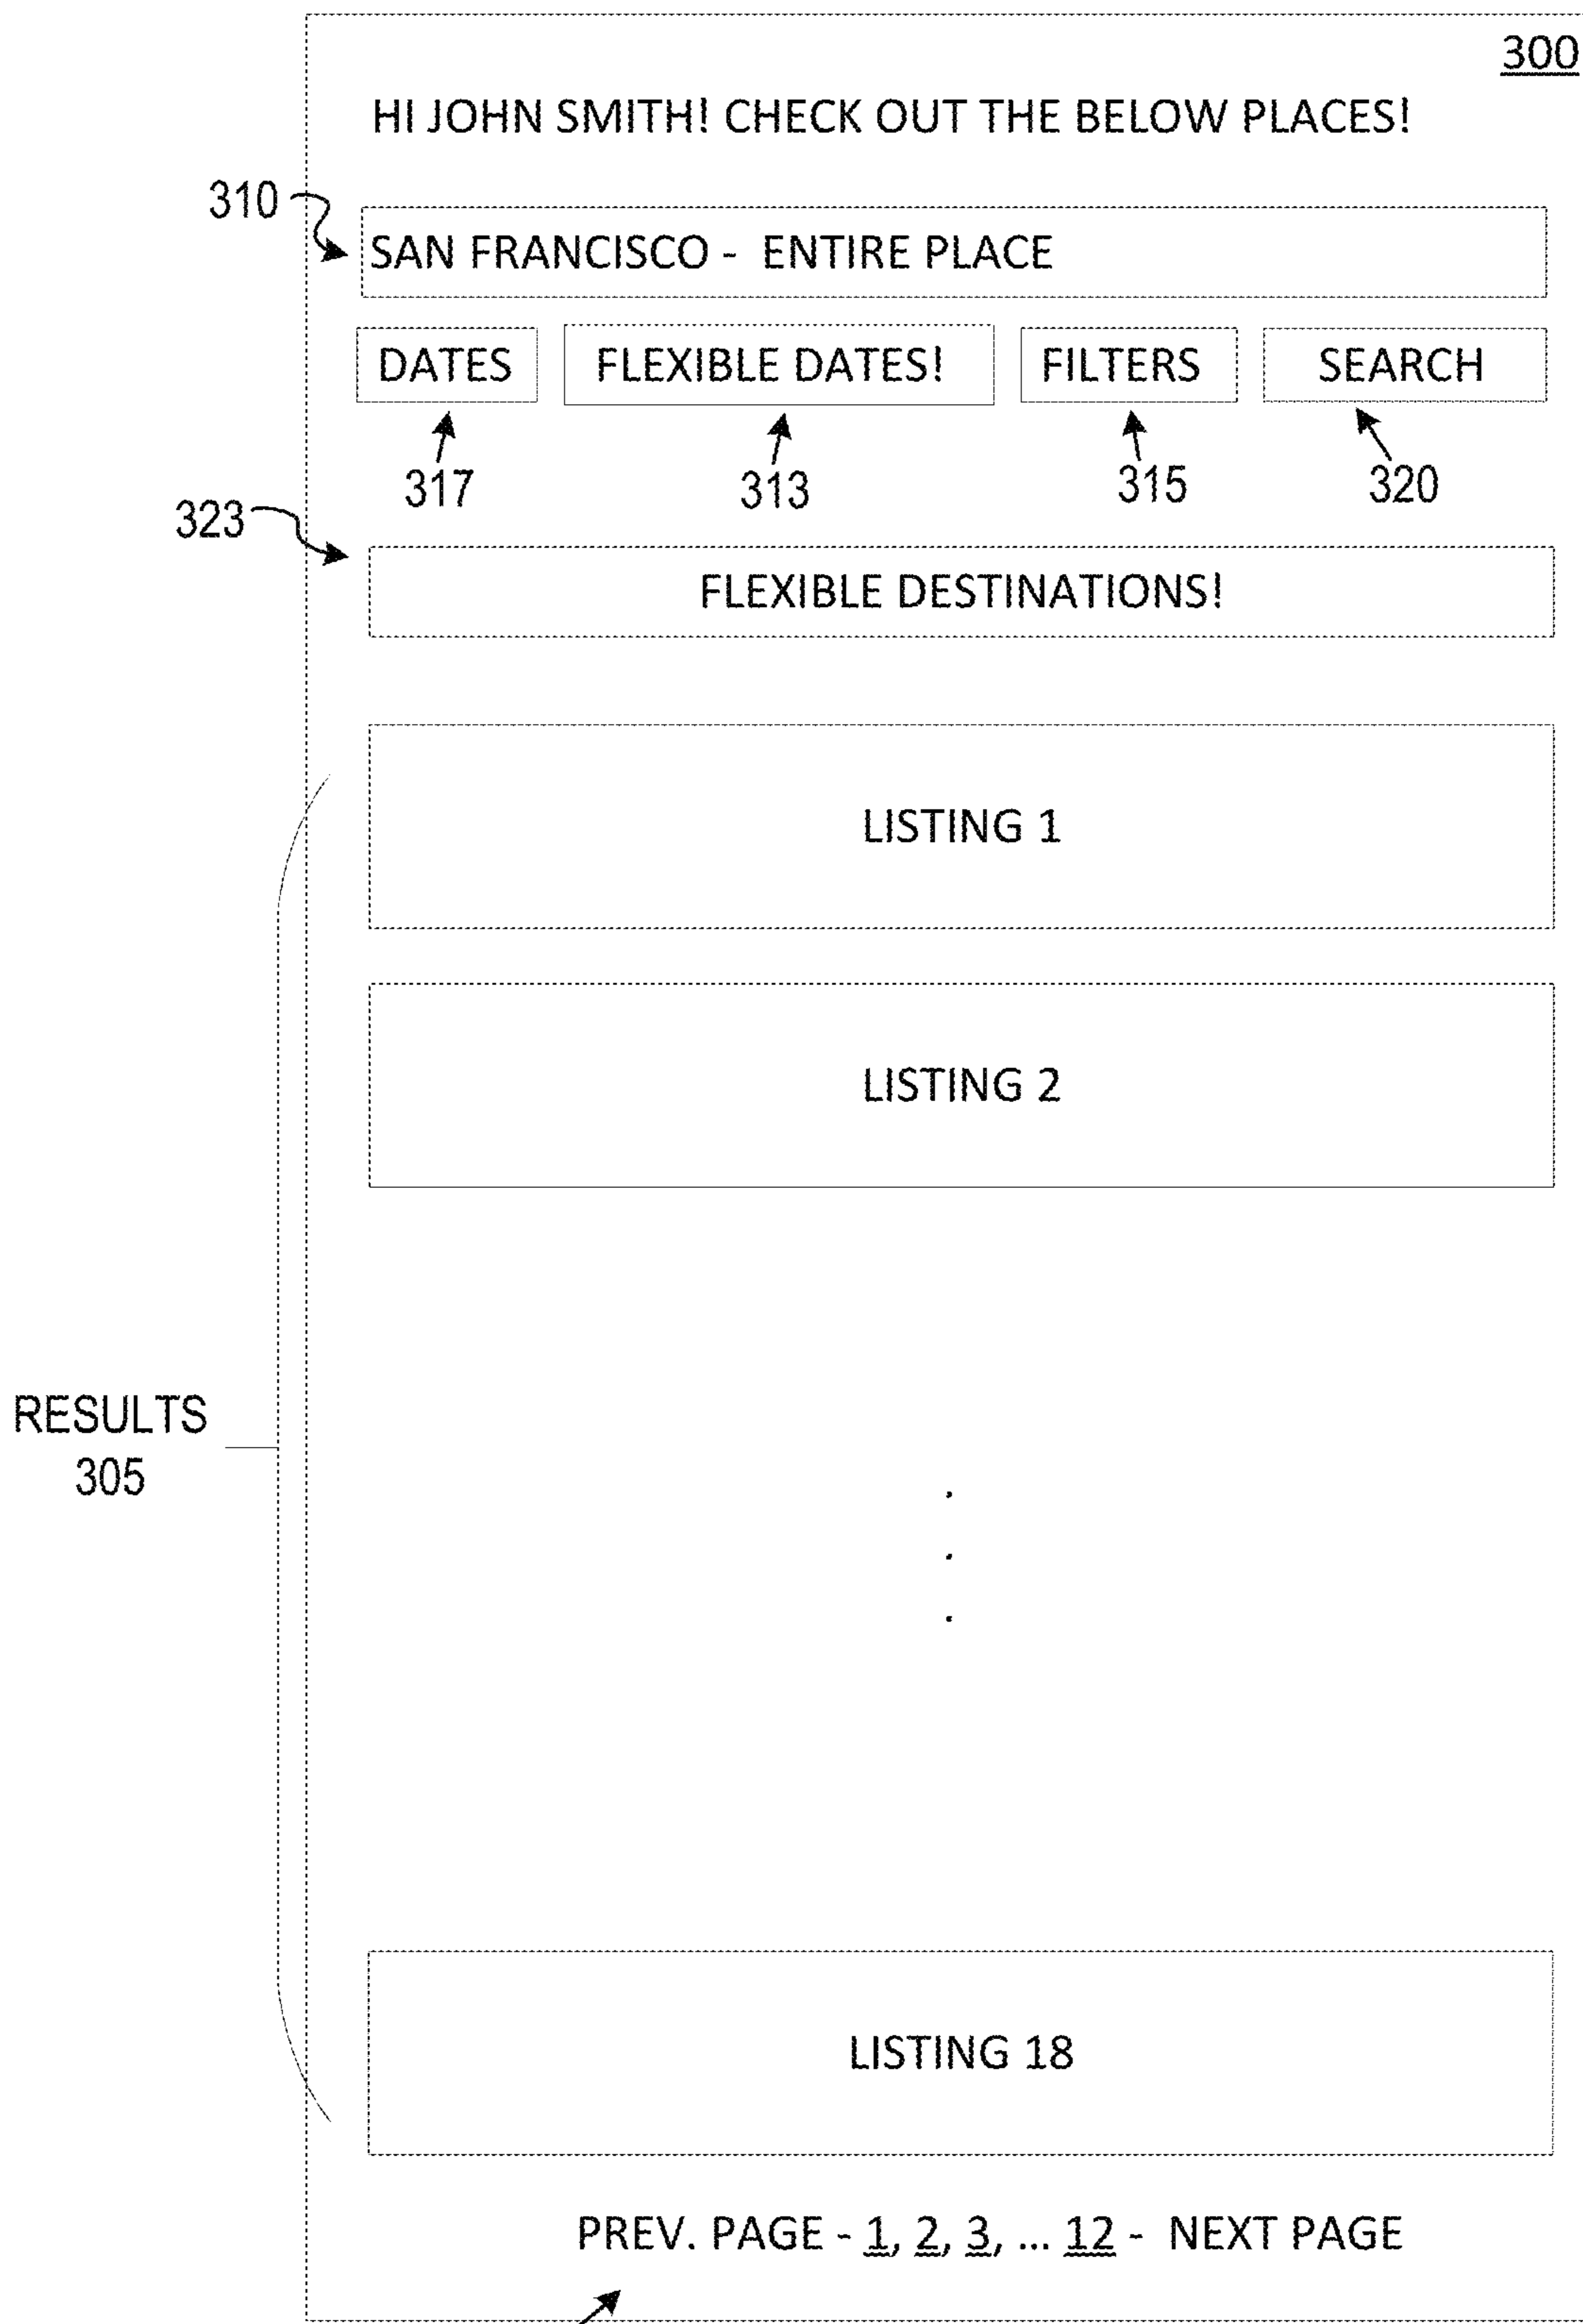 300
HI JOHN SMITH! CHECK OUT THE BELOW PLACES!
310
SAN FRANCISCO - ENTIRE PLACE
DATES FLEXIBLE DATES! FILTERS SEARCH
317 313 315 320
323
FLEXIBLE DESTINATIONS!
LISTING 1
LISTING 2
RESULTS
305
.
.
.
LISTING 18
PREV. PAGE - 1, 2, 3, ... 12 - NEXT PAGE